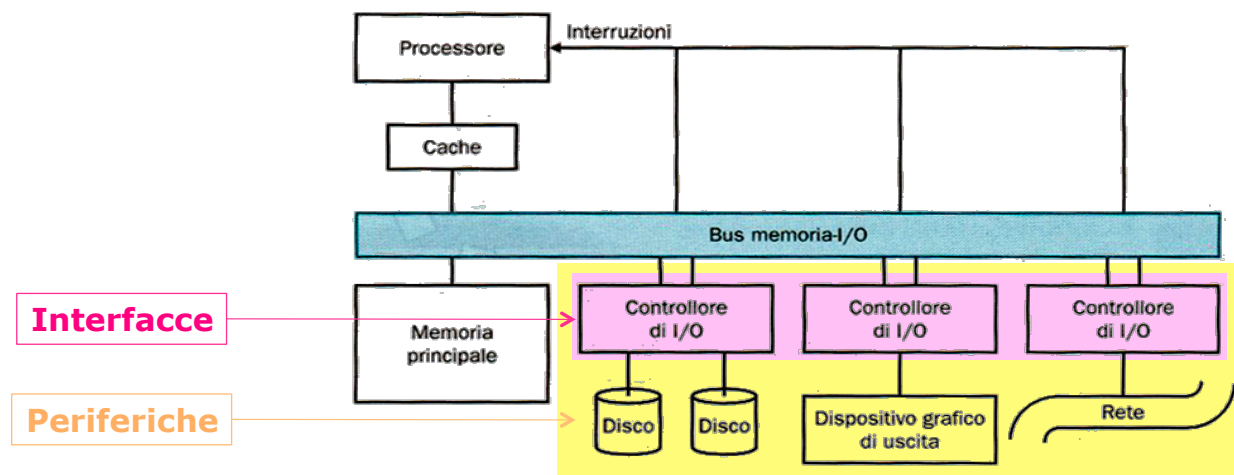 Processore
Interruzioni
Cache
Bus memoria-I/O
Interfacce
Memoria
principale
Controllore
di I/O
Controllore
di I/O
Controllore
di I/O
Periferiche
Disco
Disco
Dispositivo grafico
di uscita
Rete